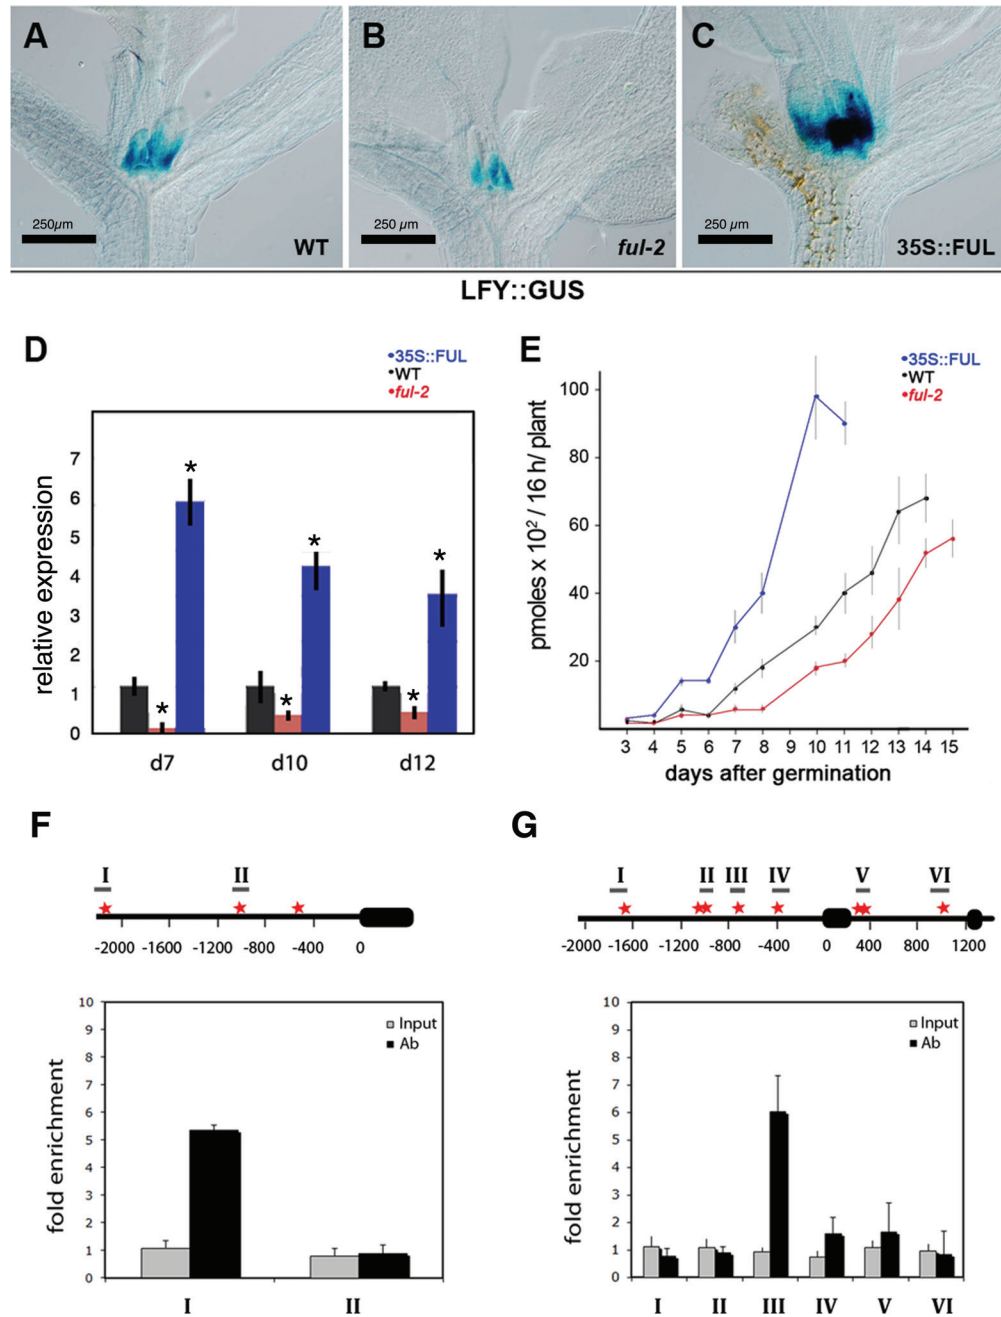 A
B
C
250µm
WT
250 µm
ful-2
250 µm
35S::FUL
LFY::GUS
D
35S::FUL
WT
ful-2
relative expression
7
6
5
4
3
2
1
0
*
*
*
*
*
*
d7
d10
d12
E
35S::FUL
WT
ful-2
pmoles x 10² / 16 h/ plant
100
80
60
40
20
3 4 5 6 7 8 9 10 11 12 13 14 15
days after germination
F
I II
-2000 -1600 -1200 -800 -400 0
fold enrichment
10
9
8
7
6
5
4
3
2
1
0
Input
Ab
I II
G
I II III IV V VI
-2000 -1600 -1200 -800 -400 0 400 800 1200
fold enrichment
10
9
8
7
6
5
4
3
2
1
0
Input
Ab
I II III IV V VI